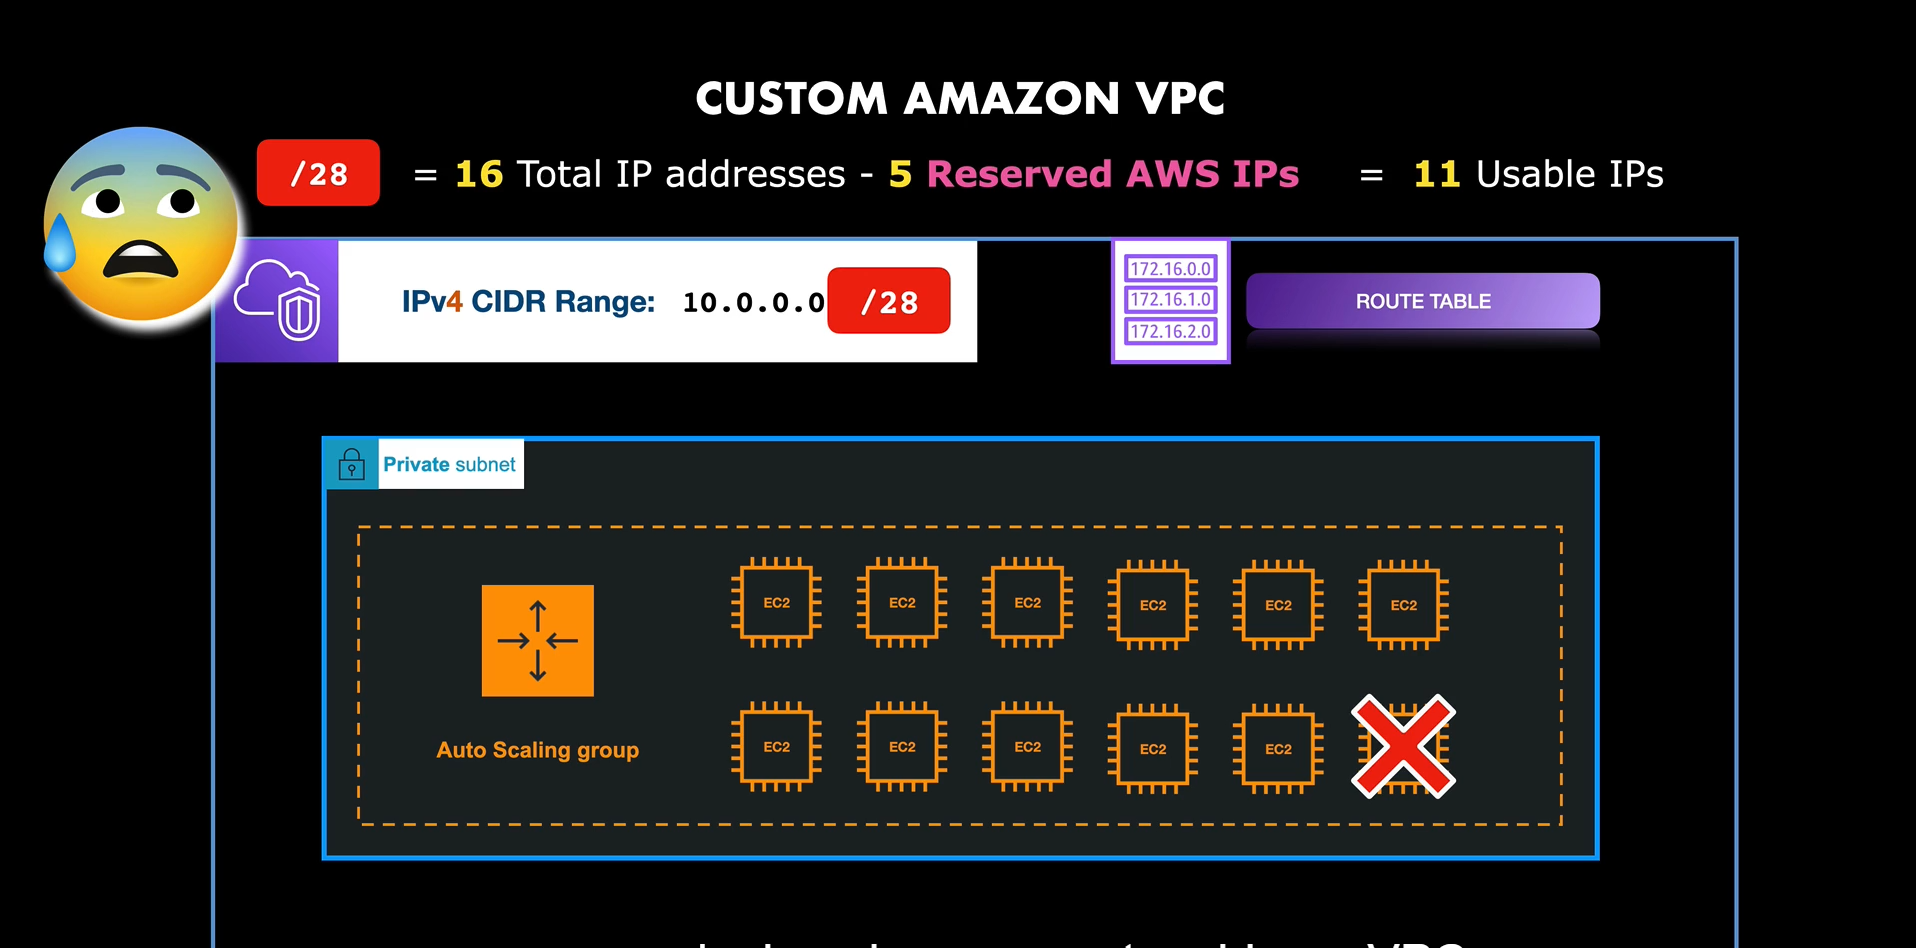 CUSTOM AMAZON VPC
/28 = 16 Total IP addresses - 5 Reserved AWS IPs = 11 Usable IPs
IPv4 CIDR Range: 10.0.0.0 /28
172.16.0.0
172.16.1.0
172.16.2.0
ROUTE TABLE
Private subnet
EC2 EC2 EC2 EC2 EC2 EC2
Auto Scaling group
EC2 EC2 EC2 EC2 EC2
VPC